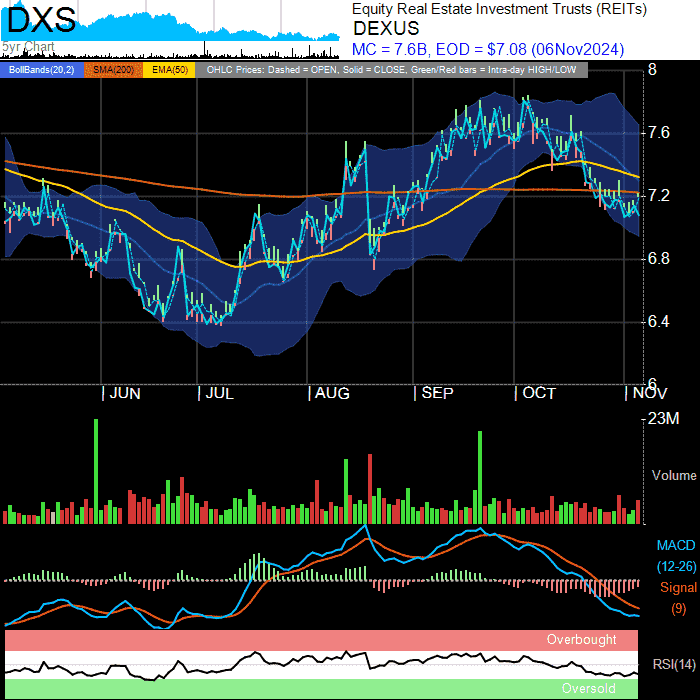 DXS
5yr Chart
Equity Real Estate Investment Trusts (REITs)
DEXUS
MC = 7.6B, EOD = $7.08 (06Nov2024)
BollBands(20,2) SMA(200) EMA(50) OHLC Prices: Dashed = OPEN, Solid = CLOSE, Green/Red bars = Intra-day HIGH/LOW
8
7.6
7.2
6.8
6.4
6
JUN JUL AUG SEP OCT NOV
23M
Volume
MACD
(12-26)
Signal
(9)
Overbought
RSI(14)
Oversold